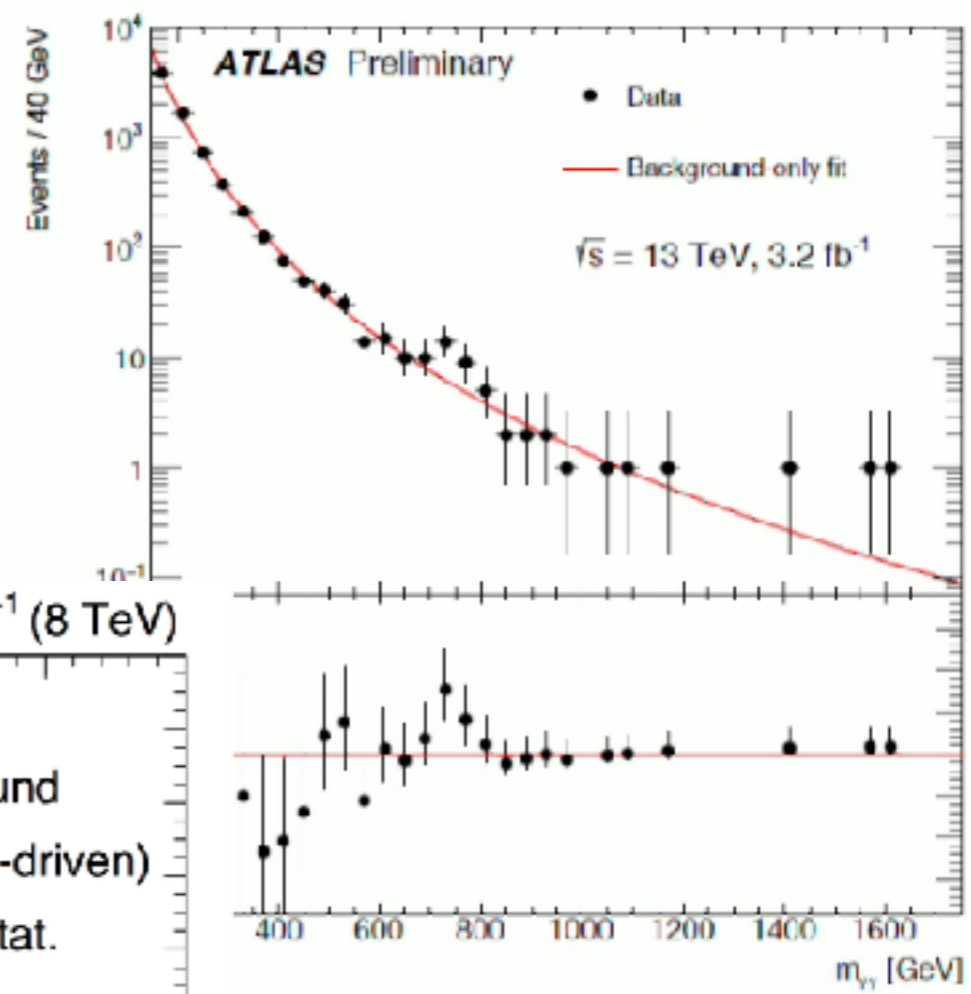 Events / 40 GeV
10⁴
10³
10²
10
1
10⁻¹
ATLAS Preliminary
Data
Background-only fit
√s = 13 TeV, 3.2 fb⁻¹
⁻¹ (8 TeV)
und
-driven)
tat.
400 600 800 1000 1200 1400 1600
mγγ [GeV]